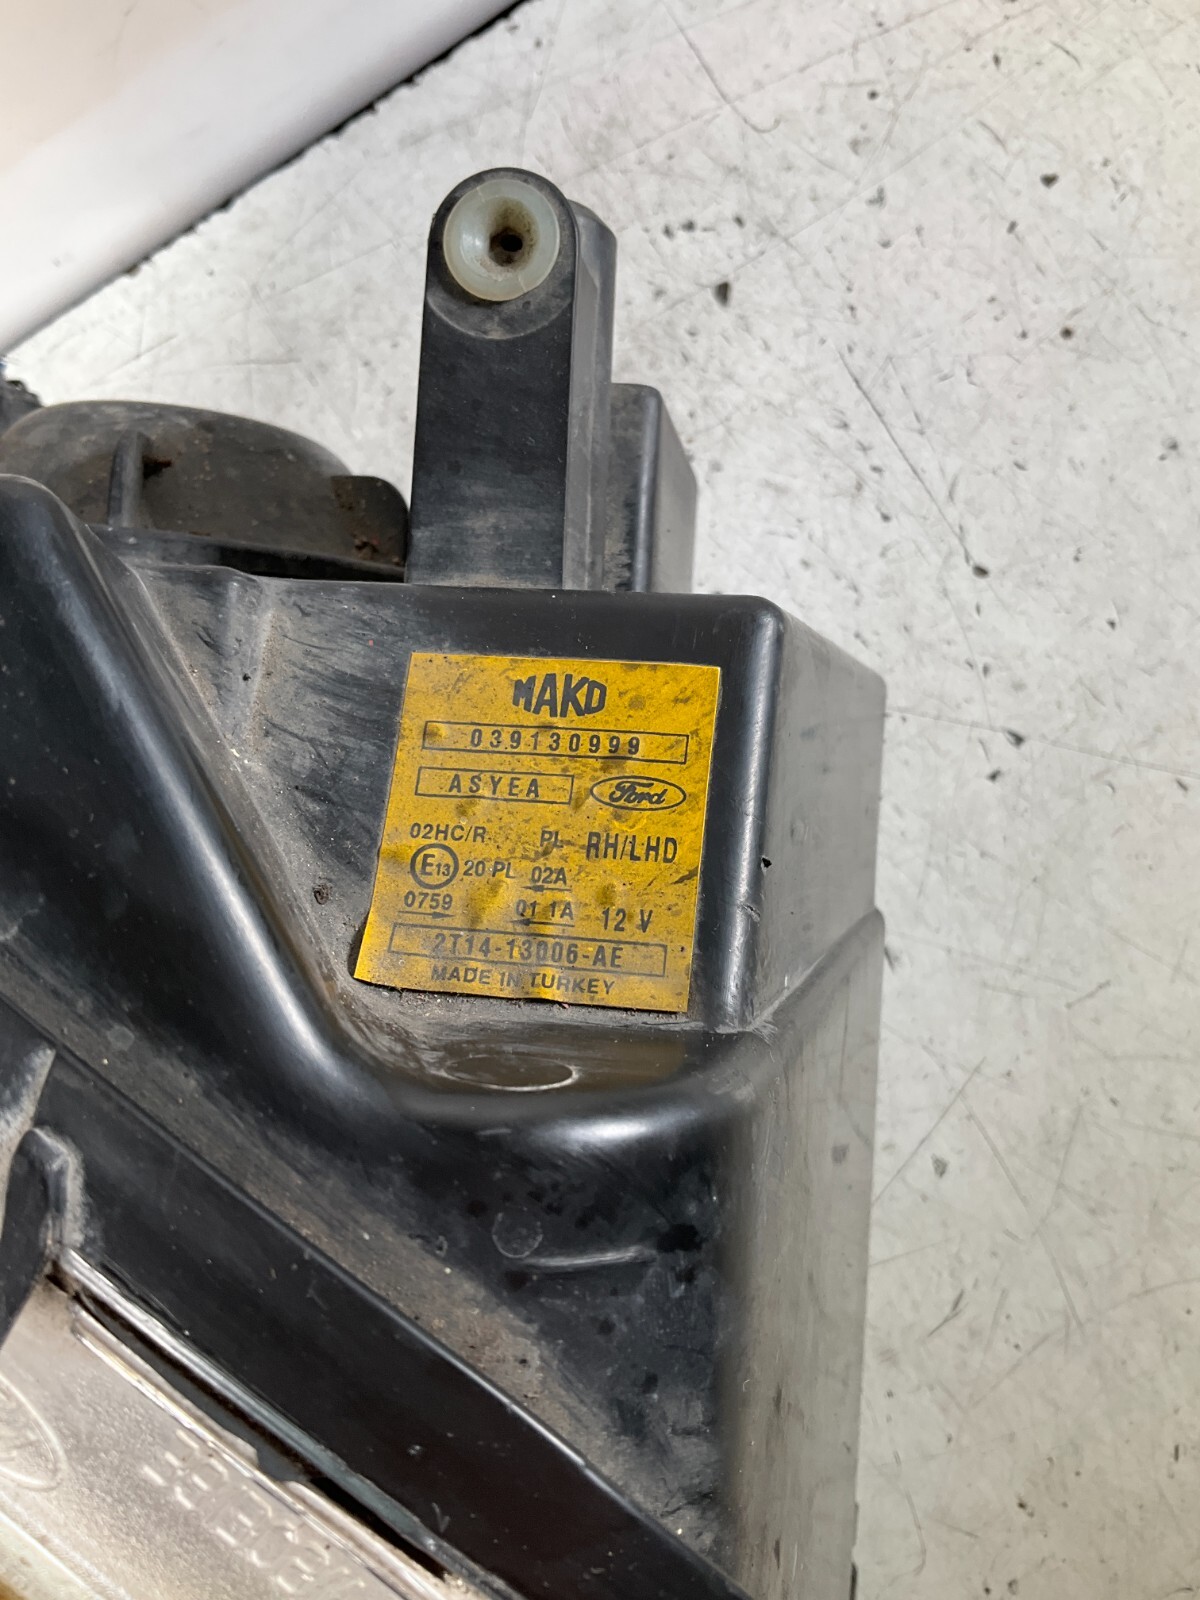 MAKO
039130999
ASYEA Ford
02HC/R PL RH/LHD
E13 20 PL 02A
0759 01 1A 12 V
2T14-13006-AE
MADE IN TURKEY